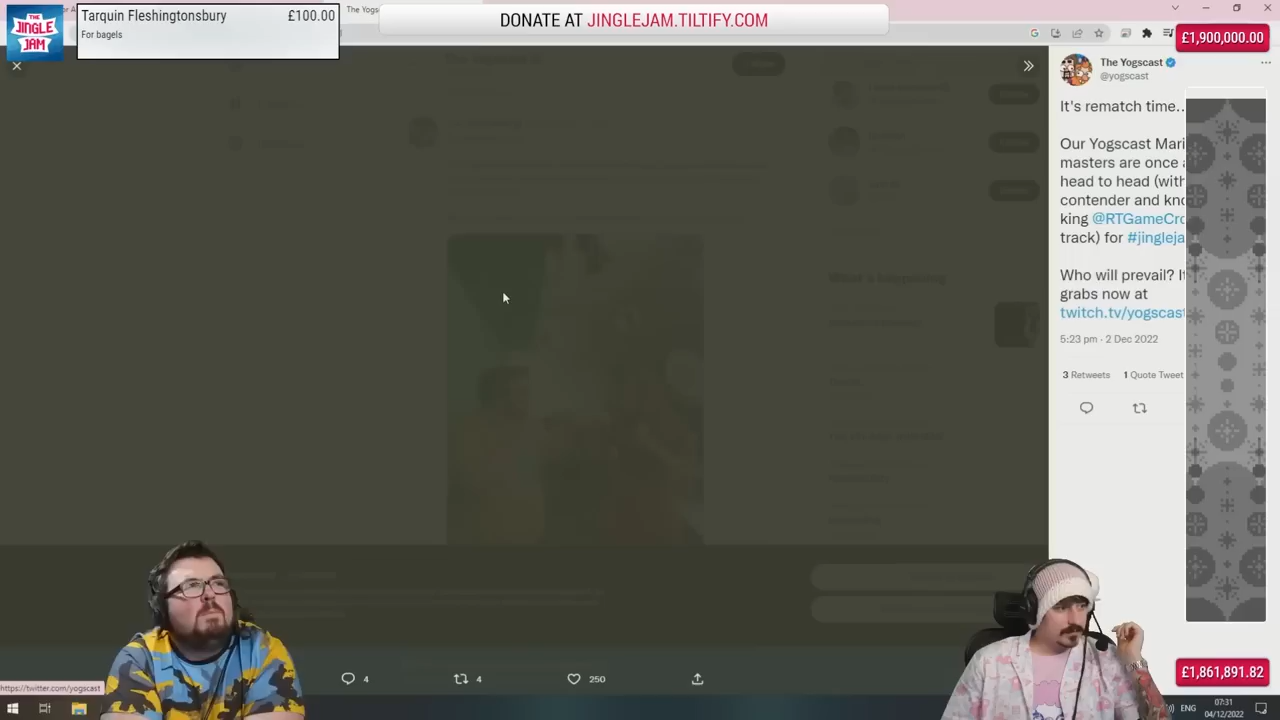 Tarquin Fleshingtonsbury £100.00
For bagels
THE
JINGLE
JAM
DONATE AT JINGLEJAM.TILTIFY.COM
£1,900,000.00
The Yogscast
@yogscast
It's rematch time..
Our Yogscast Mari
masters are once a
head to head (with
contender and kno
king @RTGameCro
track) for #jingleja
Who will prevail? It
grabs now at
twitch.tv/yogscast
5:23 pm · 2 Dec 2022
3 Retweets 1 Quote Tweet
4 4 250
https://twitter.com/yogscast
£1,861,891.82
ENG
07:31
04/12/2022